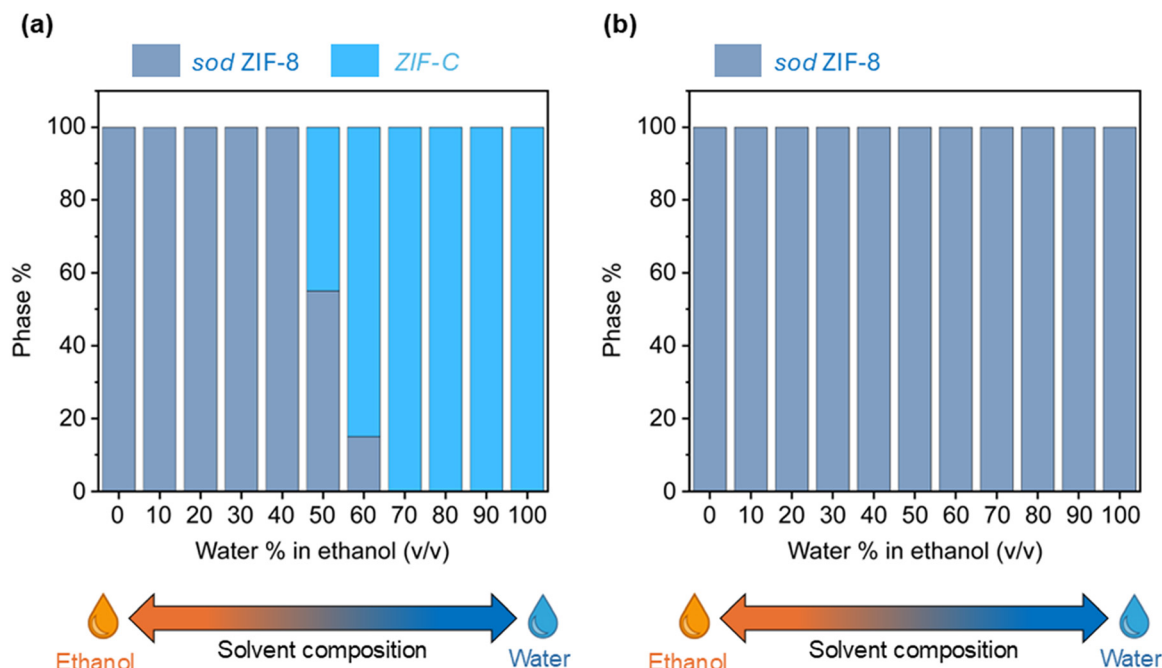 (a)
sod ZIF-8 ZIF-C
Phase %
100
80
60
40
20
0
0 10 20 30 40 50 60 70 80 90 100
Water % in ethanol (v/v)
Solvent composition
Ethanol Water
(b)
sod ZIF-8
Phase %
100
80
60
40
20
0
0 10 20 30 40 50 60 70 80 90 100
Water % in ethanol (v/v)
Solvent composition
Ethanol Water